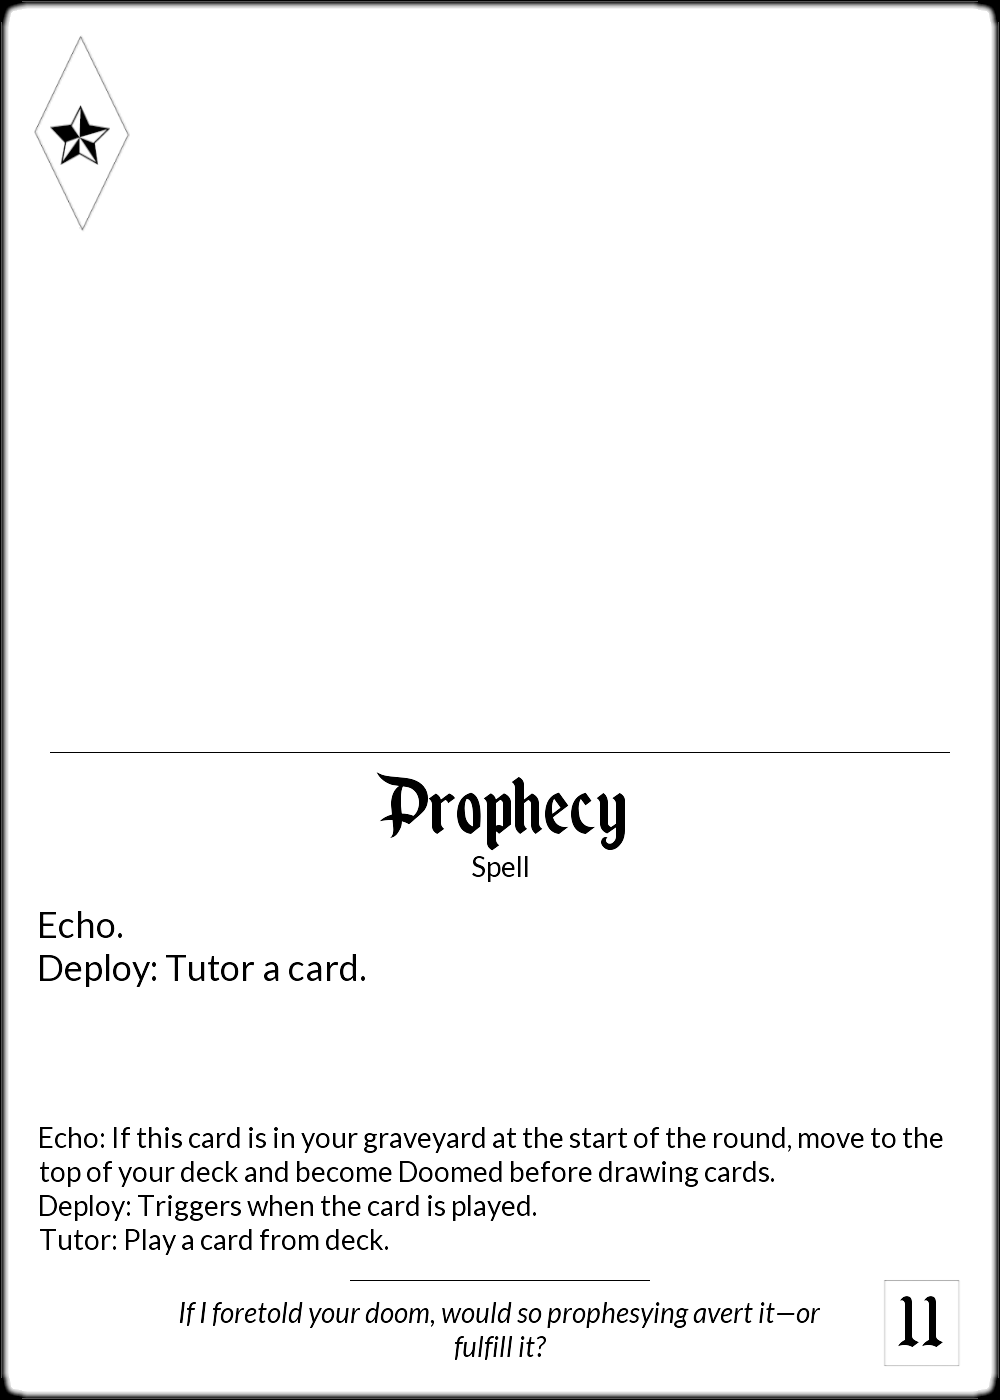 Prophecy
Spell
Echo.
Deploy: Tutor a card.
Echo: If this card is in your graveyard at the start of the round, move to the
top of your deck and become Doomed before drawing cards.
Deploy: Triggers when the card is played.
Tutor: Play a card from deck.
If I foretold your doom, would so prophesying avert it—or
fulfill it?
11